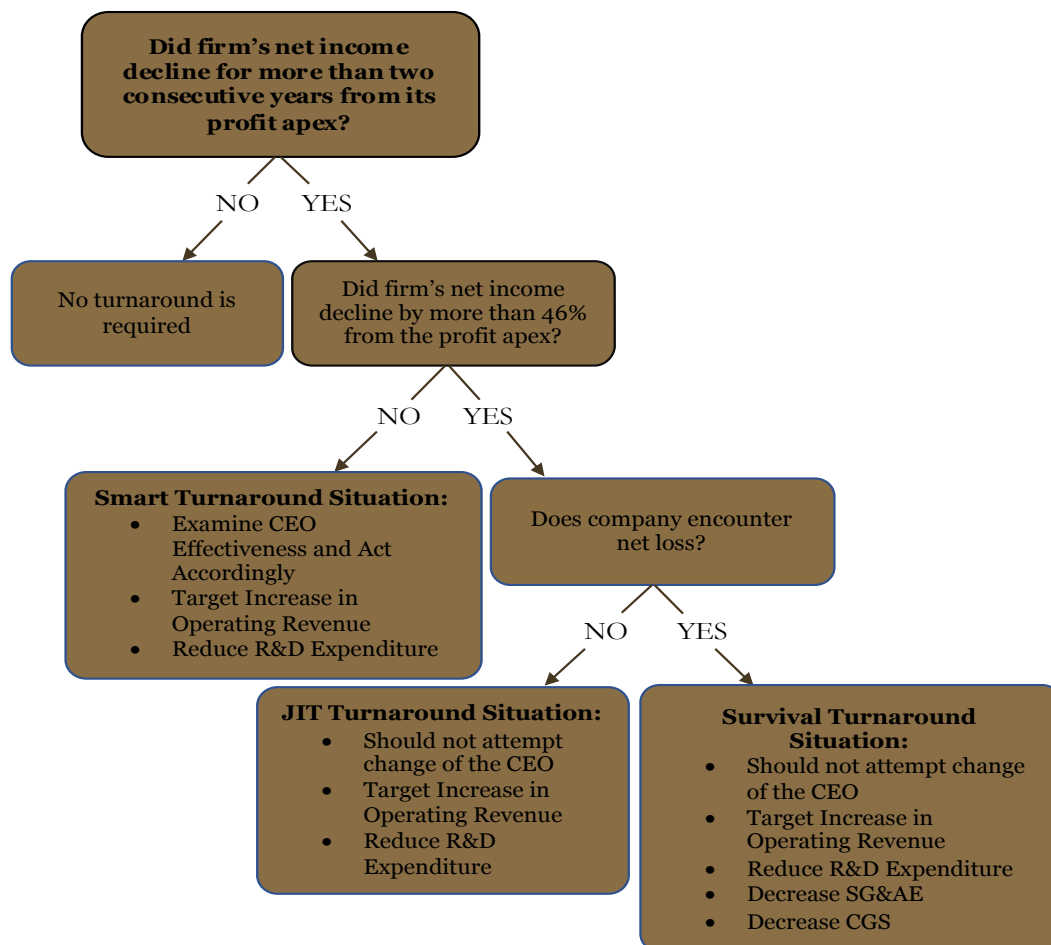 Did firm's net income
decline for more than two
consecutive years from its
profit apex?
NO
YES
No turnaround is
required
Did firm's net income
decline by more than 46%
from the profit apex?
NO
YES
Smart Turnaround Situation:
• Examine CEO
Effectiveness and Act
Accordingly
• Target Increase in
Operating Revenue
• Reduce R&D Expenditure
Does company encounter
net loss?
NO
YES
JIT Turnaround Situation:
• Should not attempt
change of the CEO
• Target Increase in
Operating Revenue
• Reduce R&D
Expenditure
Survival Turnaround
Situation:
• Should not attempt change
of the CEO
• Target Increase in
Operating Revenue
• Reduce R&D Expenditure
• Decrease SG&AE
• Decrease CGS